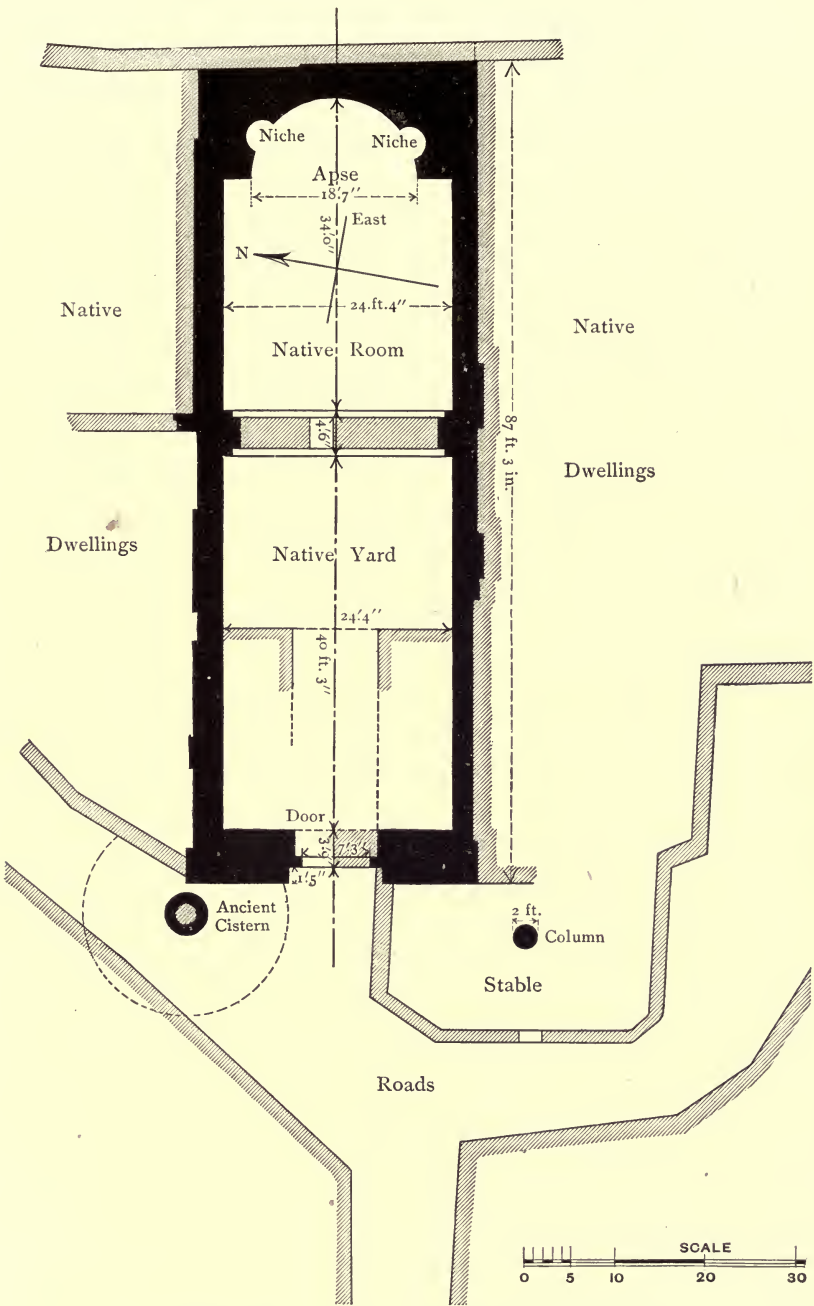 Niche
Niche
Apse
18'7"
34'.0"
East
N
24.ft.4"
Native
Native Room
Native
4'.6"
87 ft. 3 in.
Dwellings
Dwellings
Native Yard
24'4"
40 ft. 3"
Door
3'.9
7'3"
1'5"
Ancient
Cistern
2 ft.
Column
Stable
Roads
SCALE
0 5 10 20 30